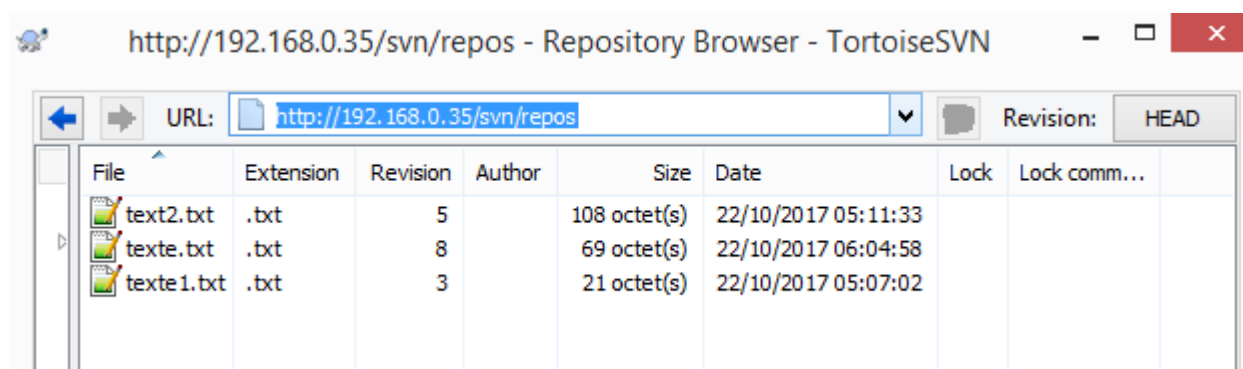 http://192.168.0.35/svn/repos - Repository Browser - TortoiseSVN
URL: http://192.168.0.35/svn/repos Revision: HEAD
File Extension Revision Author Size Date Lock Lock comm...
text2.txt .txt 5 108 octet(s) 22/10/2017 05:11:33
texte.txt .txt 8 69 octet(s) 22/10/2017 06:04:58
texte1.txt .txt 3 21 octet(s) 22/10/2017 05:07:02